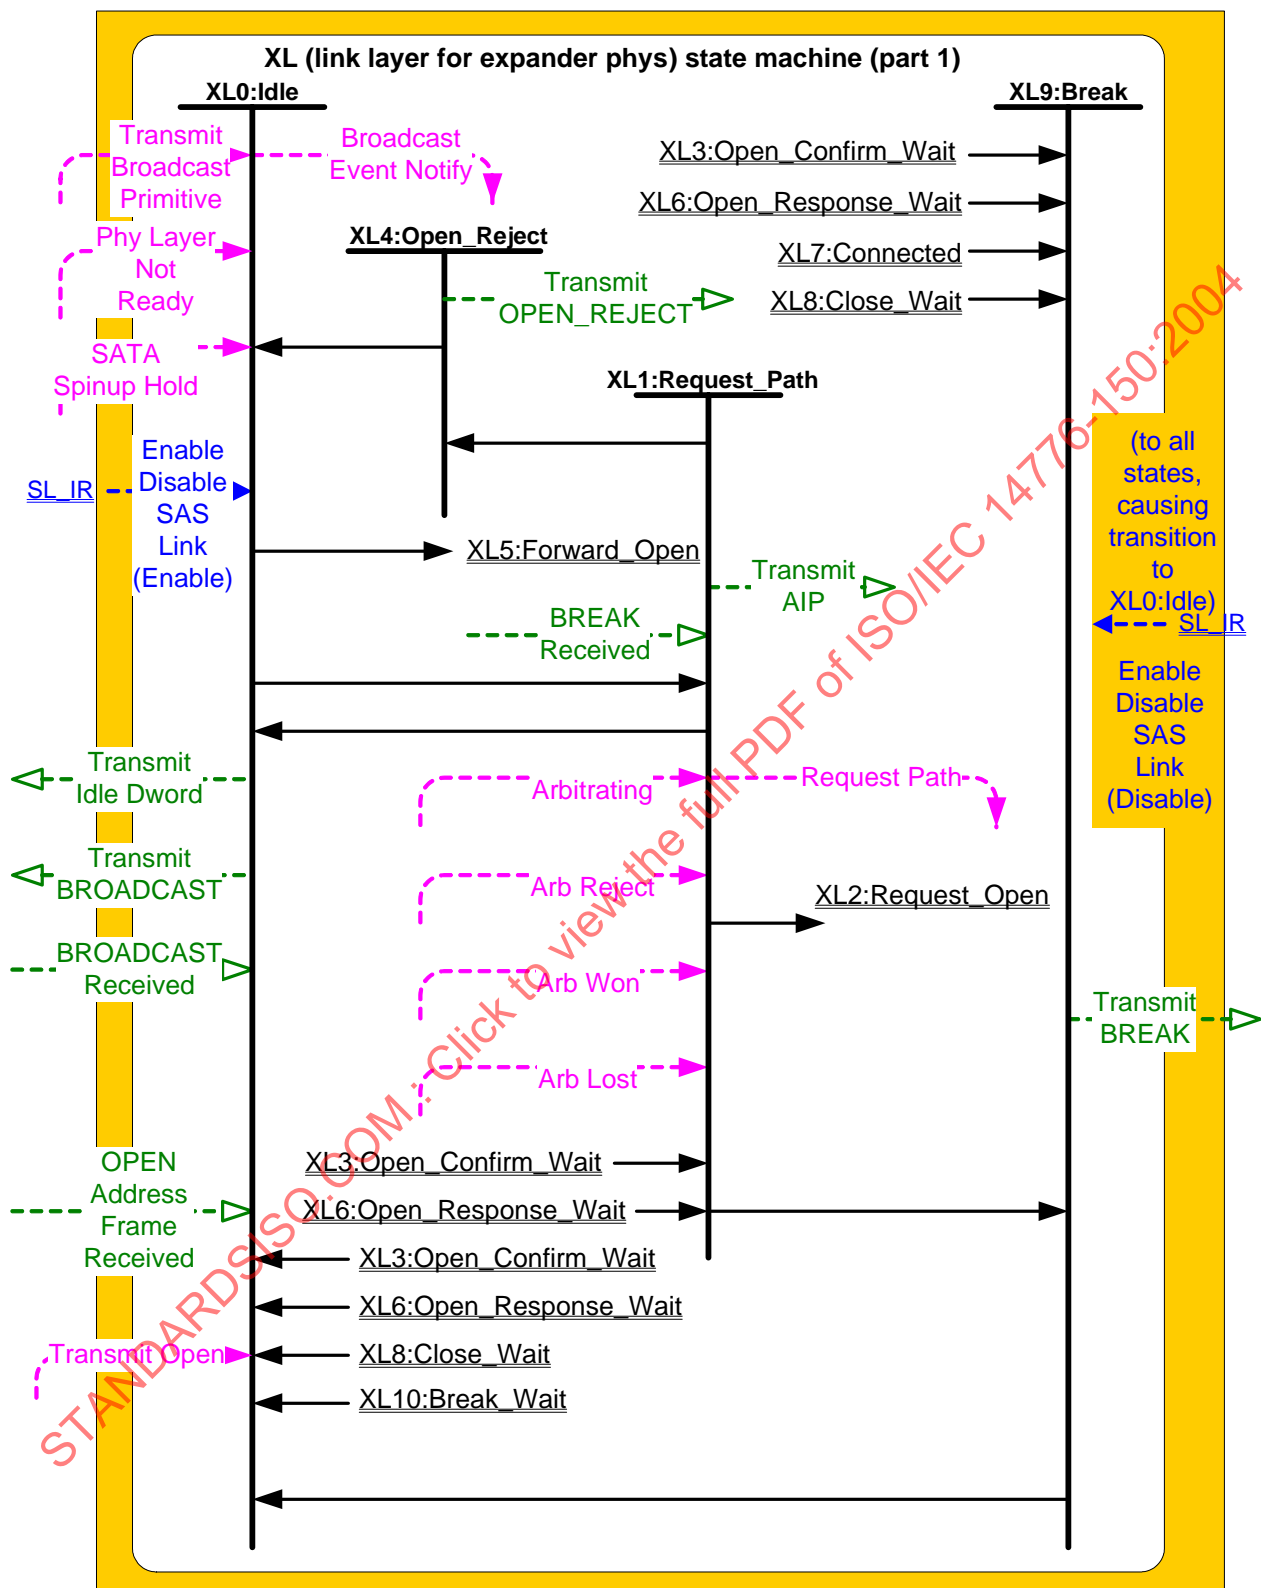 XL (link layer for expander phys) state machine (part 1)
XL0:Idle
XL9:Break
Transmit
Broadcast
Primitive
Broadcast
Event Notify
XL3:Open_Confirm_Wait
XL6:Open_Response_Wait
XL7:Connected
XL8:Close_Wait
Phy Layer
Not
Ready
XL4:Open_Reject
Transmit
OPEN_REJECT
SATA
Spinup Hold
XL1:Request_Path
SL_IR
Enable
Disable
SAS
Link
(Enable)
XL5:Forward_Open
Transmit
AIP
BREAK
Received
(to all
states,
causing
transition
to
XL0:Idle)
SL_IR
Enable
Disable
SAS
Link
(Disable)
Transmit
Idle Dword
Arbitrating
Request Path
Transmit
BROADCAST
Arb Reject
XL2:Request_Open
BROADCAST
Received
Arb Won
Transmit
BREAK
Arb Lost
OPEN
Address
Frame
Received
XL3:Open_Confirm_Wait
XL6:Open_Response_Wait
XL3:Open_Confirm_Wait
XL6:Open_Response_Wait
Transmit Open
XL8:Close_Wait
XL10:Break_Wait
STANDARDSISO.COM : Click to view the full PDF of ISO/IEC 14776-150:2004